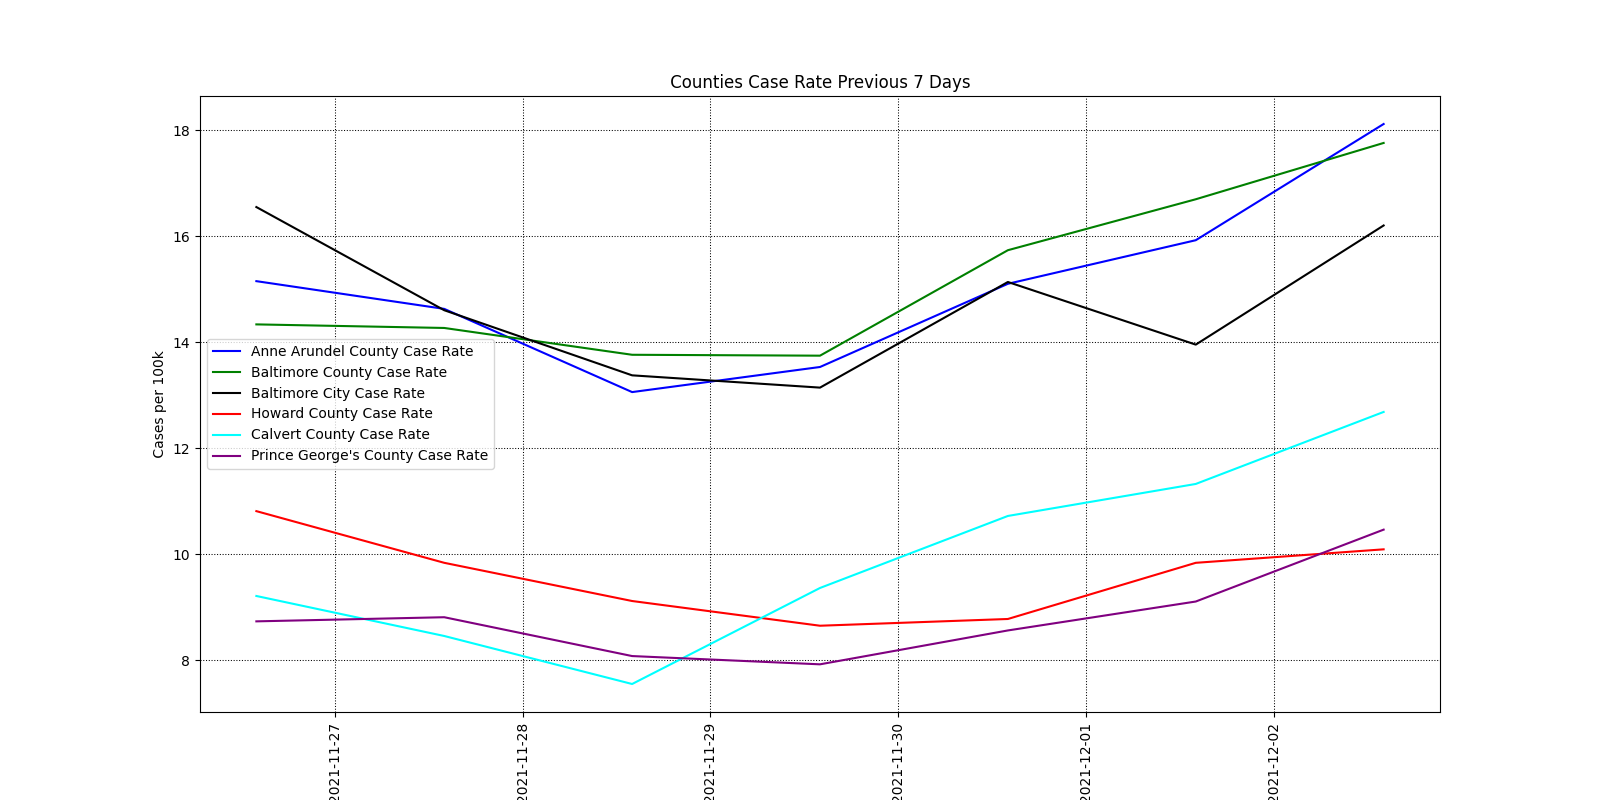 Counties Case Rate Previous 7 Days
Cases per 100k
18
16
14
12
10
8
Anne Arundel County Case Rate
Baltimore County Case Rate
Baltimore City Case Rate
Howard County Case Rate
Calvert County Case Rate
Prince George's County Case Rate
2021-11-27
2021-11-28
2021-11-29
2021-11-30
2021-12-01
2021-12-02